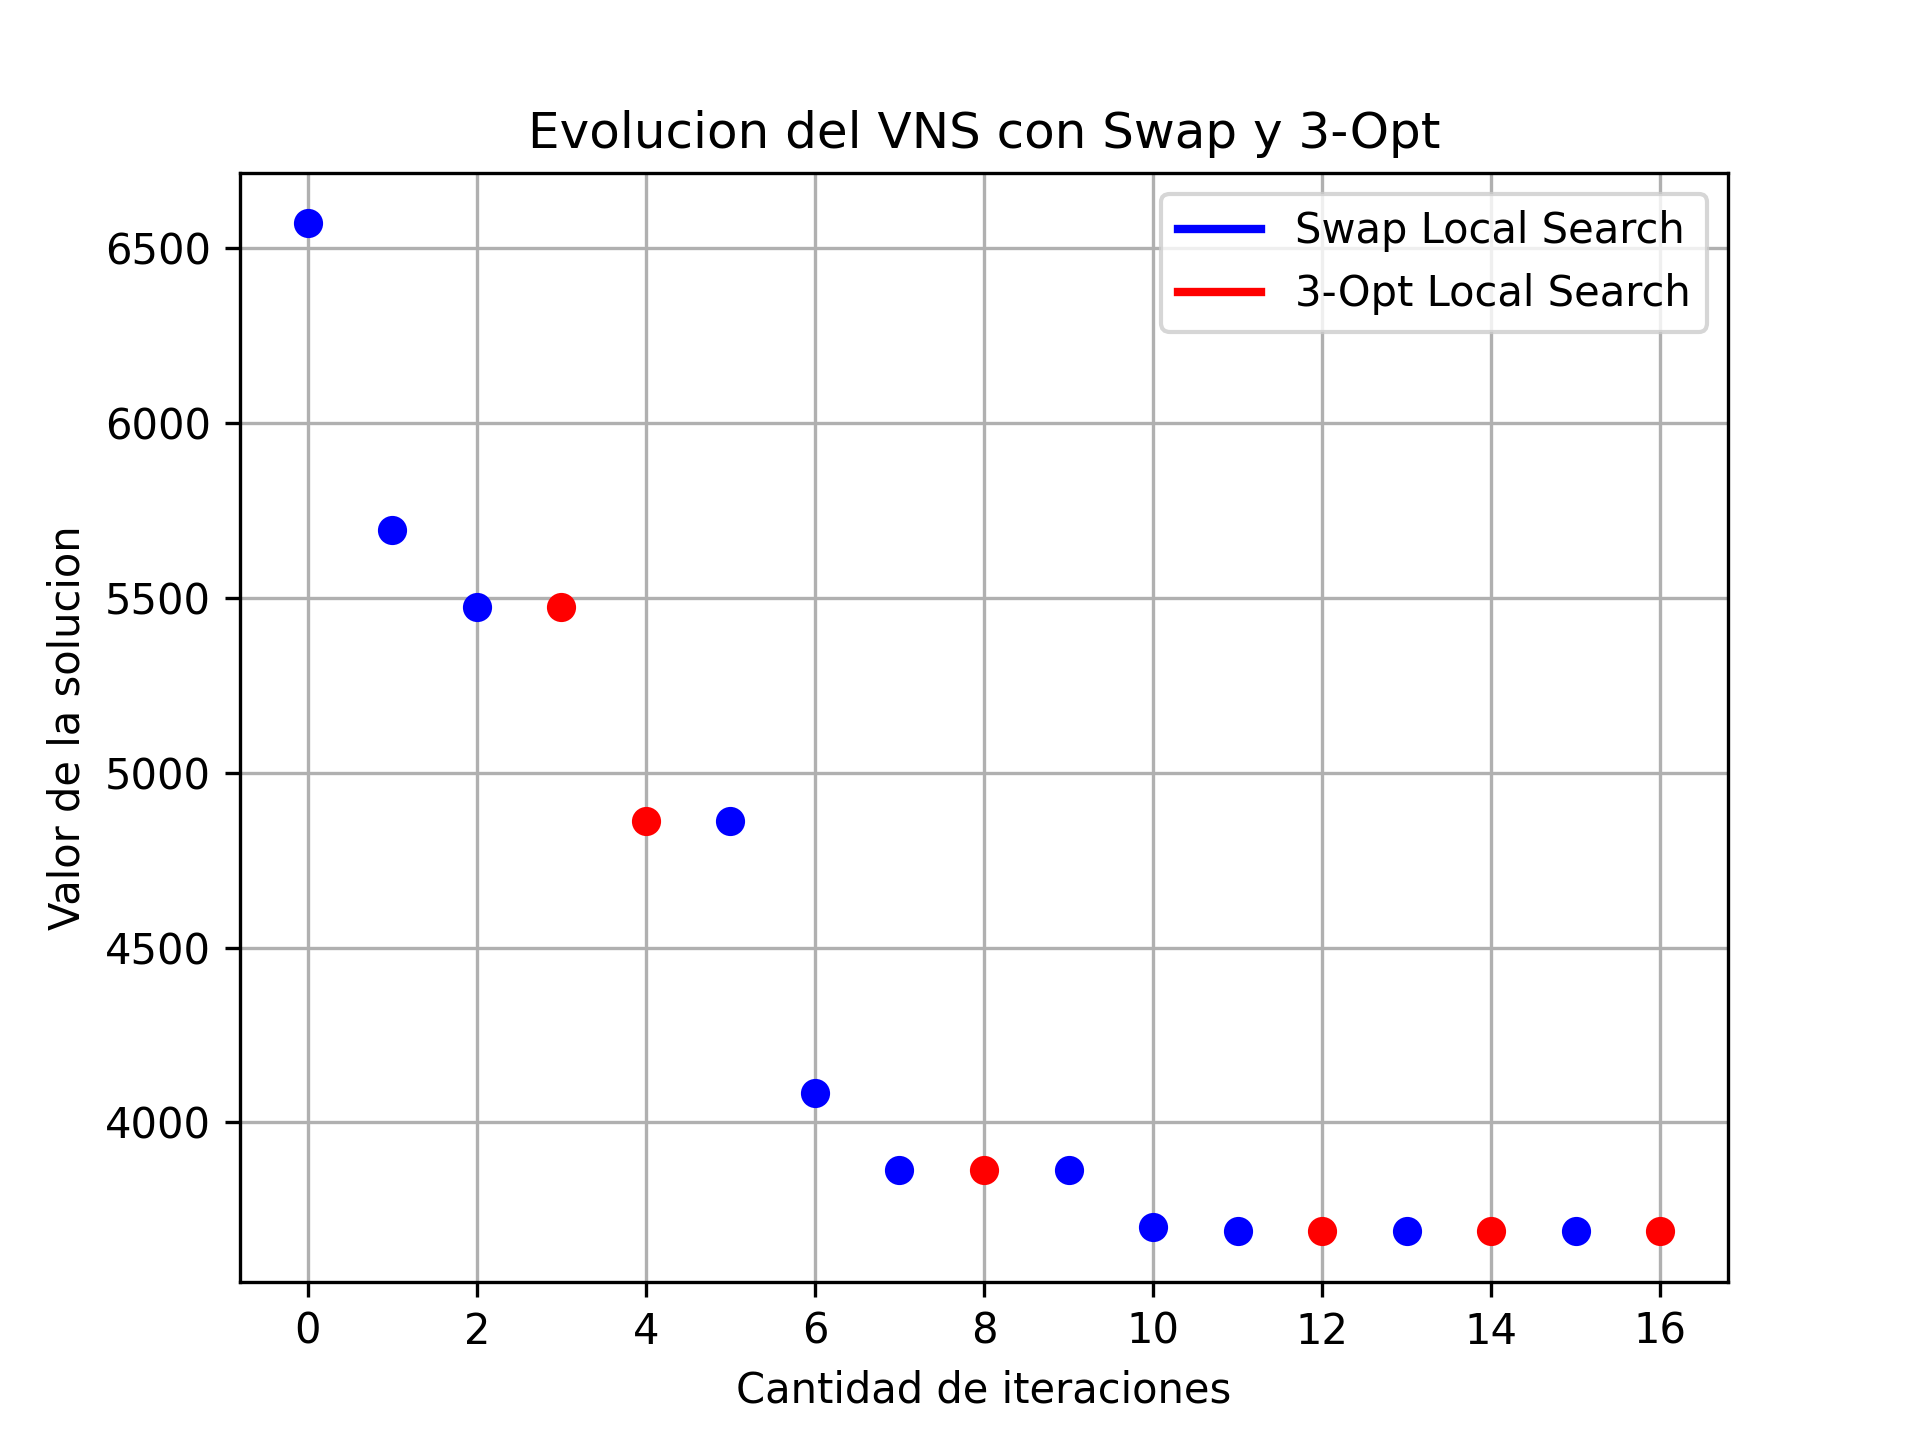 Evolucion del VNS con Swap y 3-Opt
Swap Local Search
3-Opt Local Search
Valor de la solucion
6500
6000
5500
5000
4500
4000
0 2 4 6 8 10 12 14 16
Cantidad de iteraciones